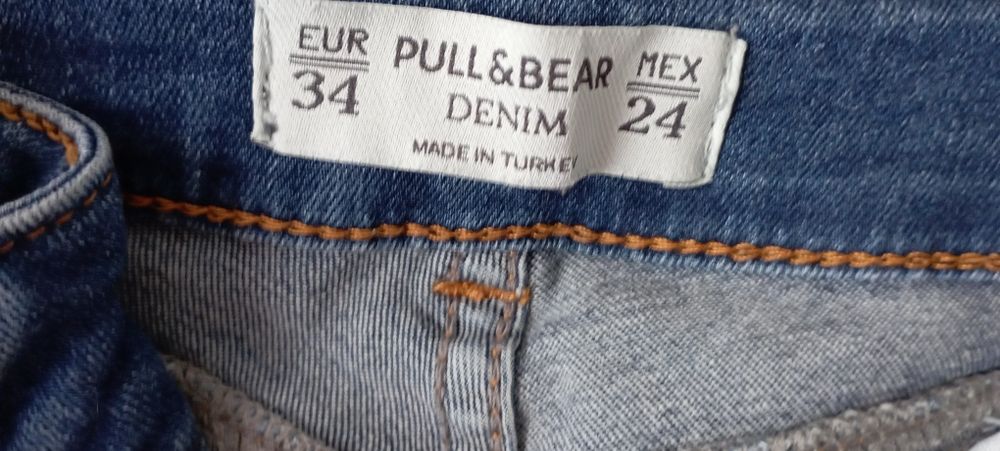 EUR 34
PULL&BEAR
DENIM
MADE IN TURKEY
MEX 24